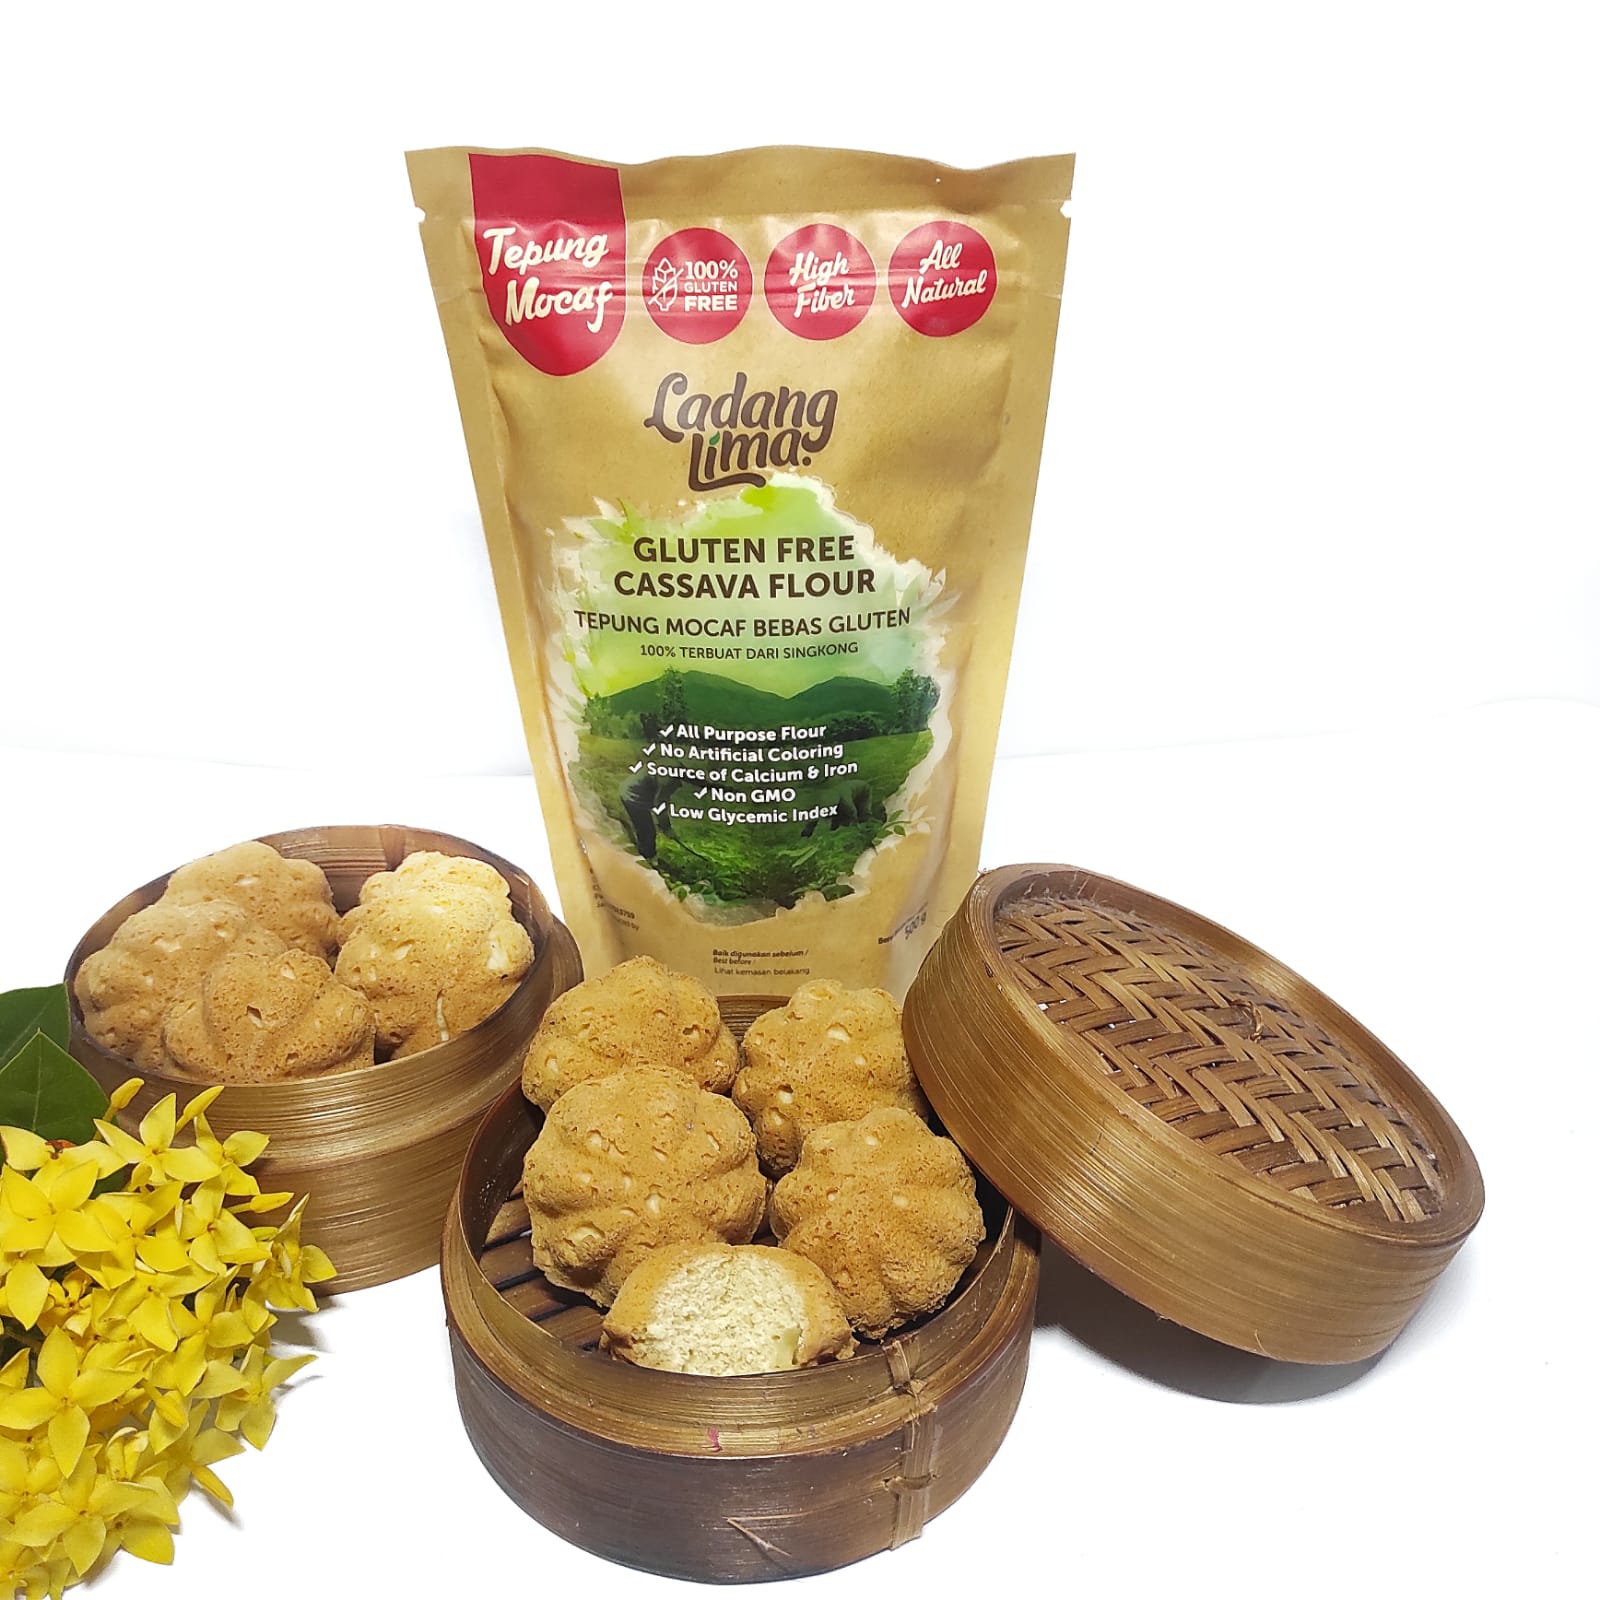 Tepung
Mocaf
100%
GLUTEN
FREE
High
Fiber
All
Natural
Ladang
Lima
GLUTEN FREE
CASSAVA FLOUR
TEPUNG MOCAF BEBAS GLUTEN
100% TERBUAT DARI SINGKONG
✓All Purpose Flour
✓No Artificial Coloring
✓Source of Calcium & Iron
✓Non GMO
✓Low Glycemic Index
500 g
Baik digunakan sebelum /
Best before /
Lihat kemasan belakang